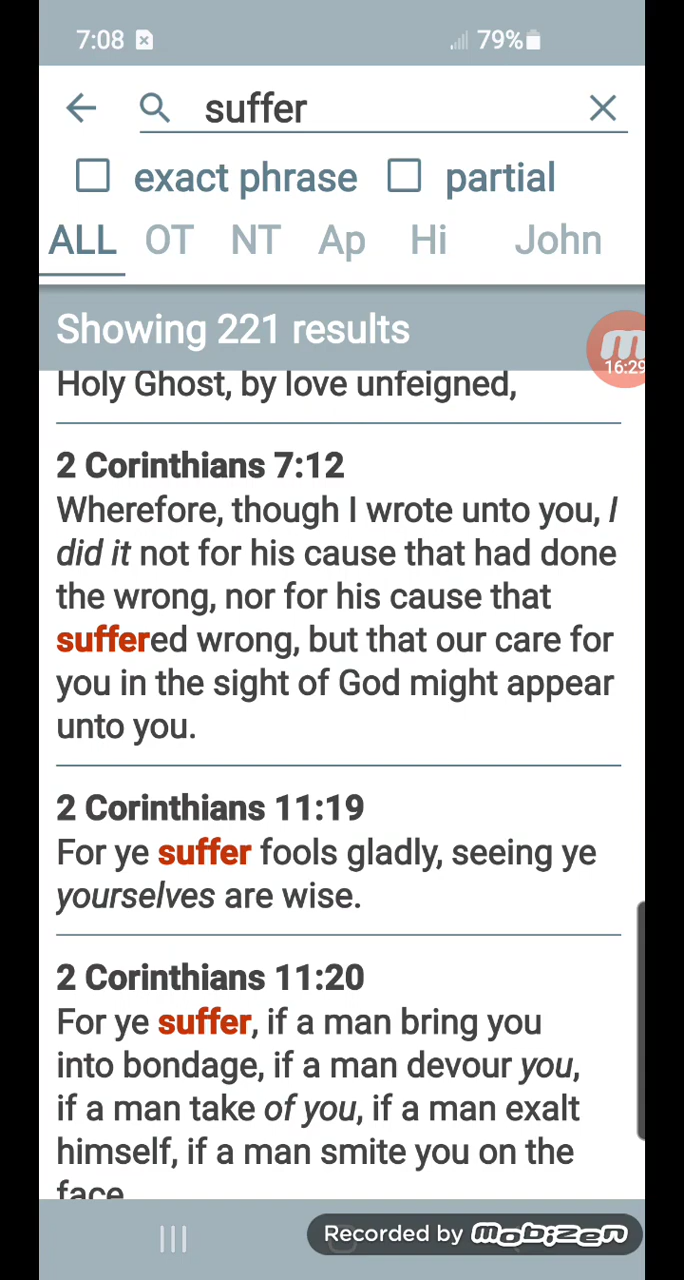 7:08
79%
suffer
exact phrase partial
ALL OT NT Ap Hi John
Showing 221 results
16:29
Holy Ghost, by love unfeigned,
2 Corinthians 7:12
Wherefore, though I wrote unto you, I
did it not for his cause that had done
the wrong, nor for his cause that
suffered wrong, but that our care for
you in the sight of God might appear
unto you.
2 Corinthians 11:19
For ye suffer fools gladly, seeing ye
yourselves are wise.
2 Corinthians 11:20
For ye suffer, if a man bring you
into bondage, if a man devour you,
if a man take of you, if a man exalt
himself, if a man smite you on the
face
Recorded by mobizen